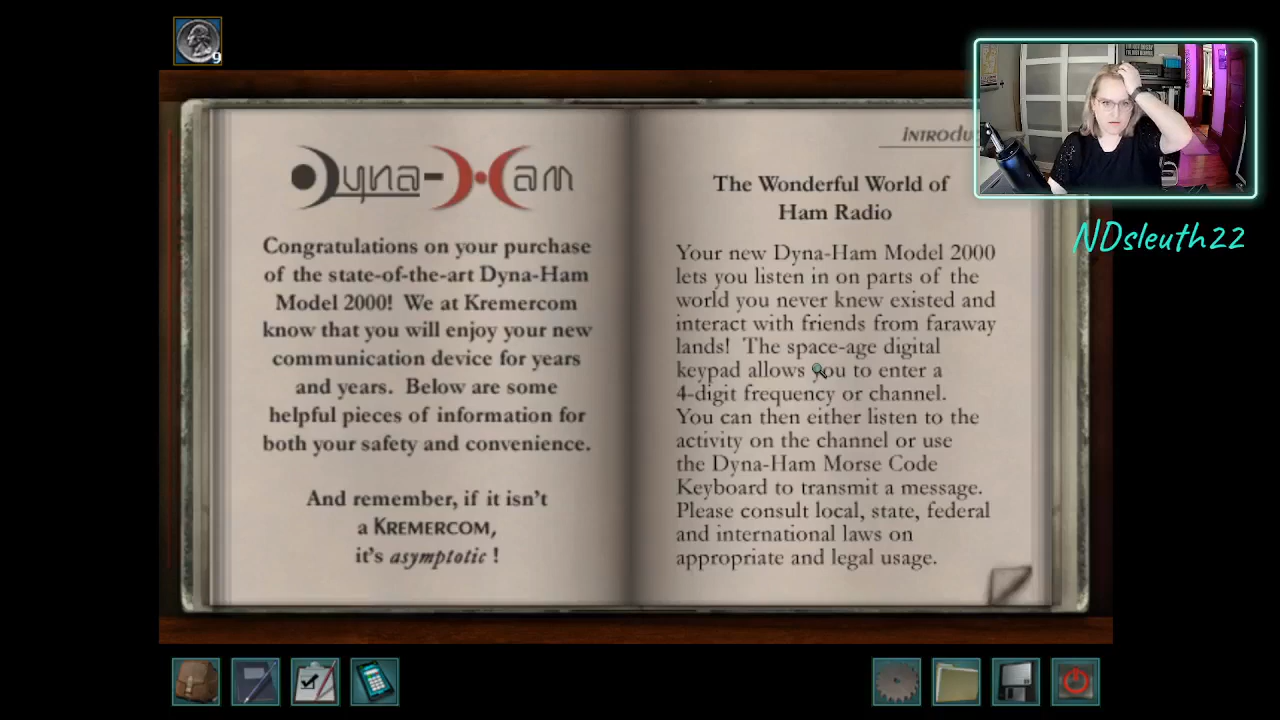 9
Dyna-Ham
Congratulations on your purchase
of the state-of-the-art Dyna-Ham
Model 2000! We at Kremercom
know that you will enjoy your new
communication device for years
and years. Below are some
helpful pieces of information for
both your safety and convenience.
And remember, if it isn't
a KREMERCOM,
it's asymptotic !
The Wonderful World of
Ham Radio
Your new Dyna-Ham Model 2000
lets you listen in on parts of the
world you never knew existed and
interact with friends from faraway
lands! The space-age digital
keypad allows you to enter a
4-digit frequency or channel.
You can then either listen to the
activity on the channel or use
the Dyna-Ham Morse Code
Keyboard to transmit a message.
Please consult local, state, federal
and international laws on
appropriate and legal usage.
NDsleuth22